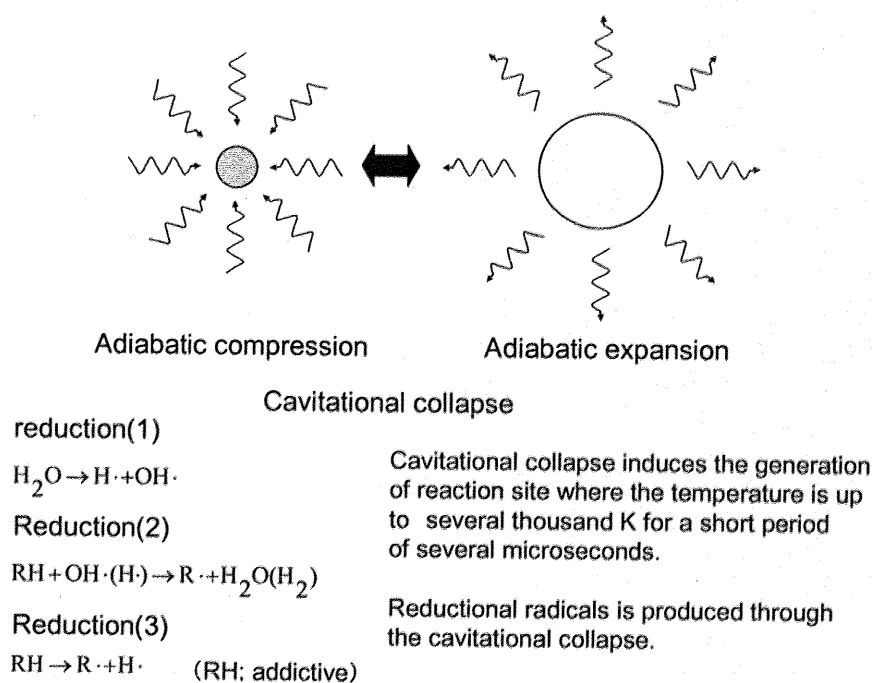 Adiabatic compression
Adiabatic expansion
Cavitational collapse
reduction(1)
H₂O→H·+OH·
Reduction(2)
RH+OH·(H·)→R·+H₂O(H₂)
Reduction(3)
RH→R·+H· (RH; addictive)
Cavitational collapse induces the generation
of reaction site where the temperature is up
to several thousand K for a short period
of several microseconds.
Reductional radicals is produced through
the cavitational collapse.